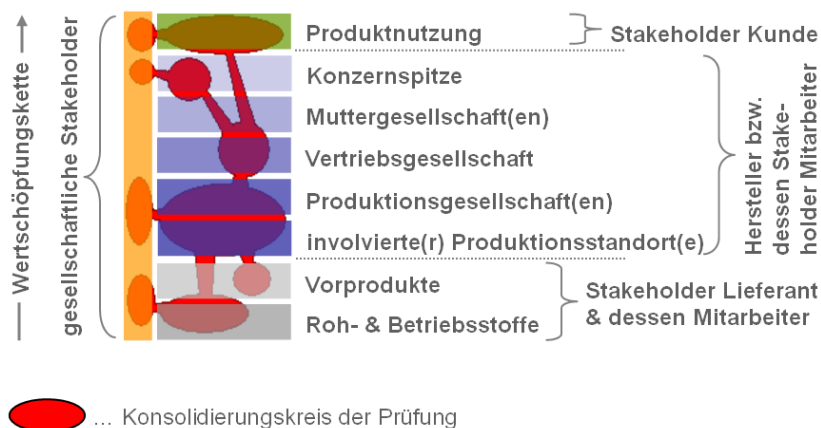 Wertschöpfungskette
gesellschaftliche Stakeholder
Produktnutzung
Stakeholder Kunde
Konzernspitze
Muttergesellschaft(en)
Vertriebsgesellschaft
Produktionsgesellschaft(en)
involvierte(r) Produktionsstandort(e)
Hersteller bzw.
dessen Stake-
holder Mitarbeiter
Vorprodukte
Roh- & Betriebsstoffe
Stakeholder Lieferant
& dessen Mitarbeiter
... Konsolidierungskreis der Prüfung